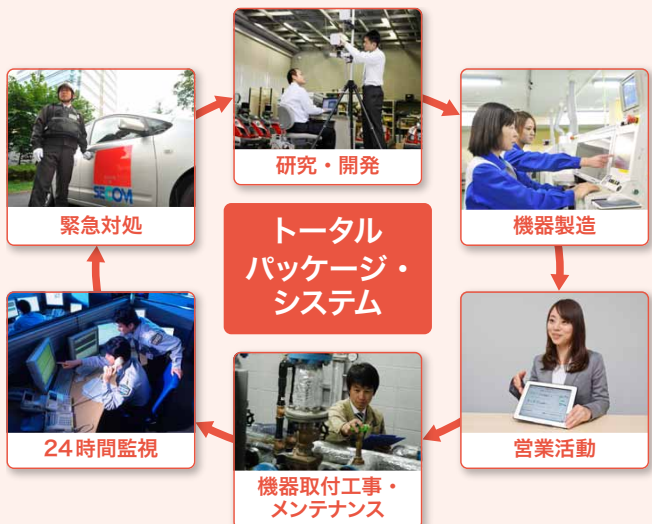 研究・開発
機器製造
営業活動
機器取付工事・
メンテナンス
24時間監視
緊急対処
SECOM
トータル
パッケージ・
システム